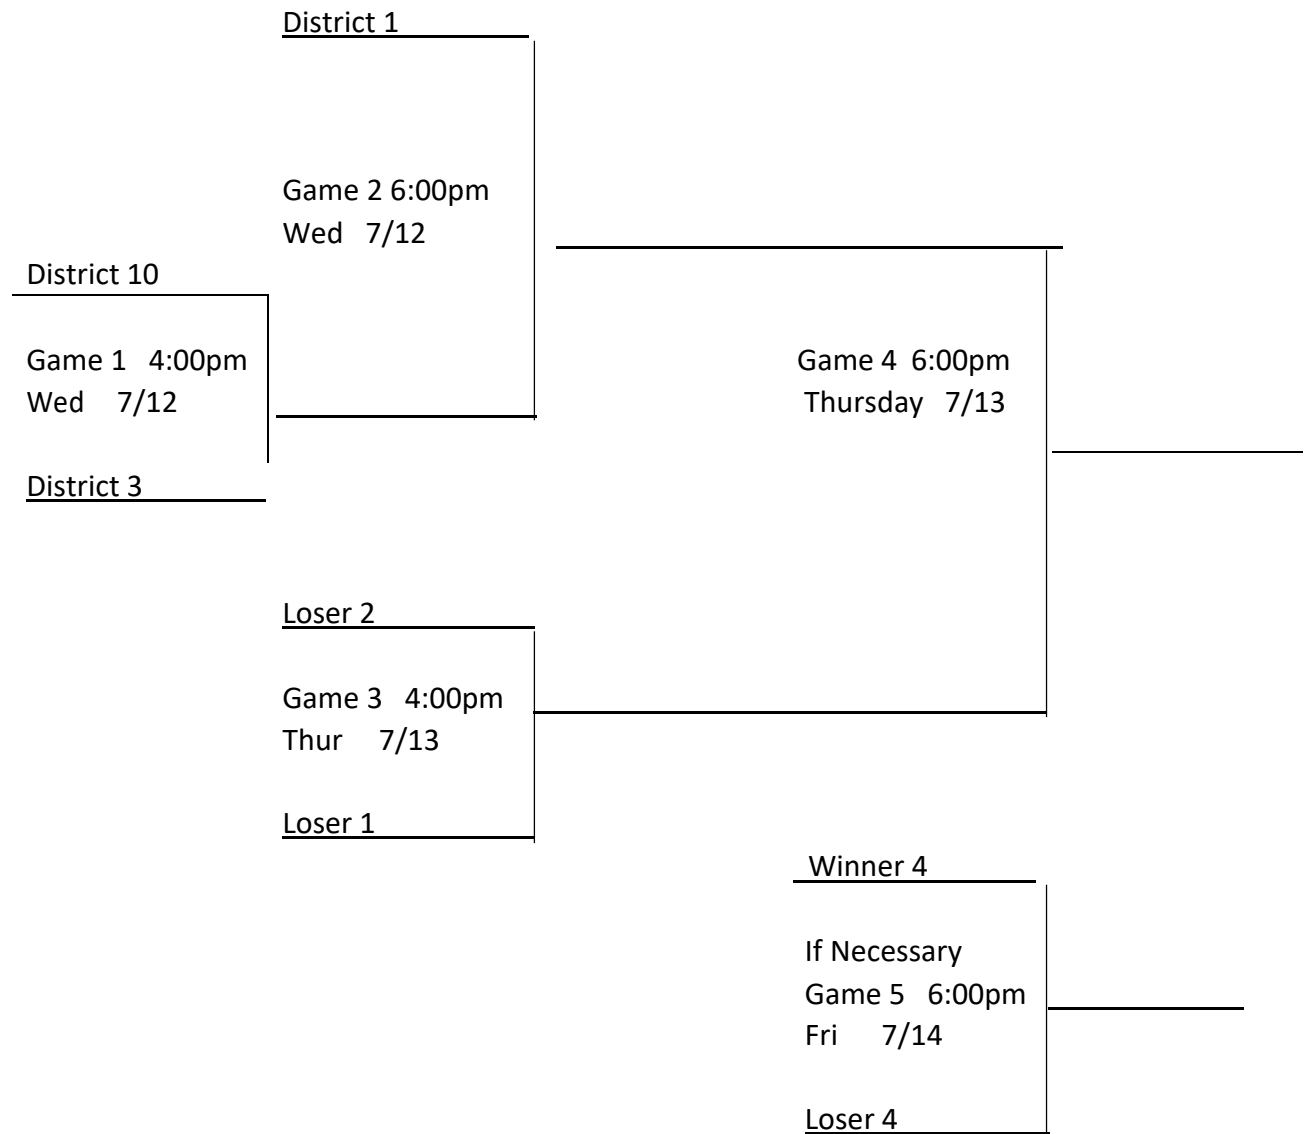 District 1
Game 2 6:00pm
Wed 7/12
District 10
Game 1 4:00pm
Wed 7/12
District 3
Game 4 6:00pm
Thursday 7/13
Loser 2
Game 3 4:00pm
Thur 7/13
Loser 1
Winner 4
If Necessary
Game 5 6:00pm
Fri 7/14
Loser 4